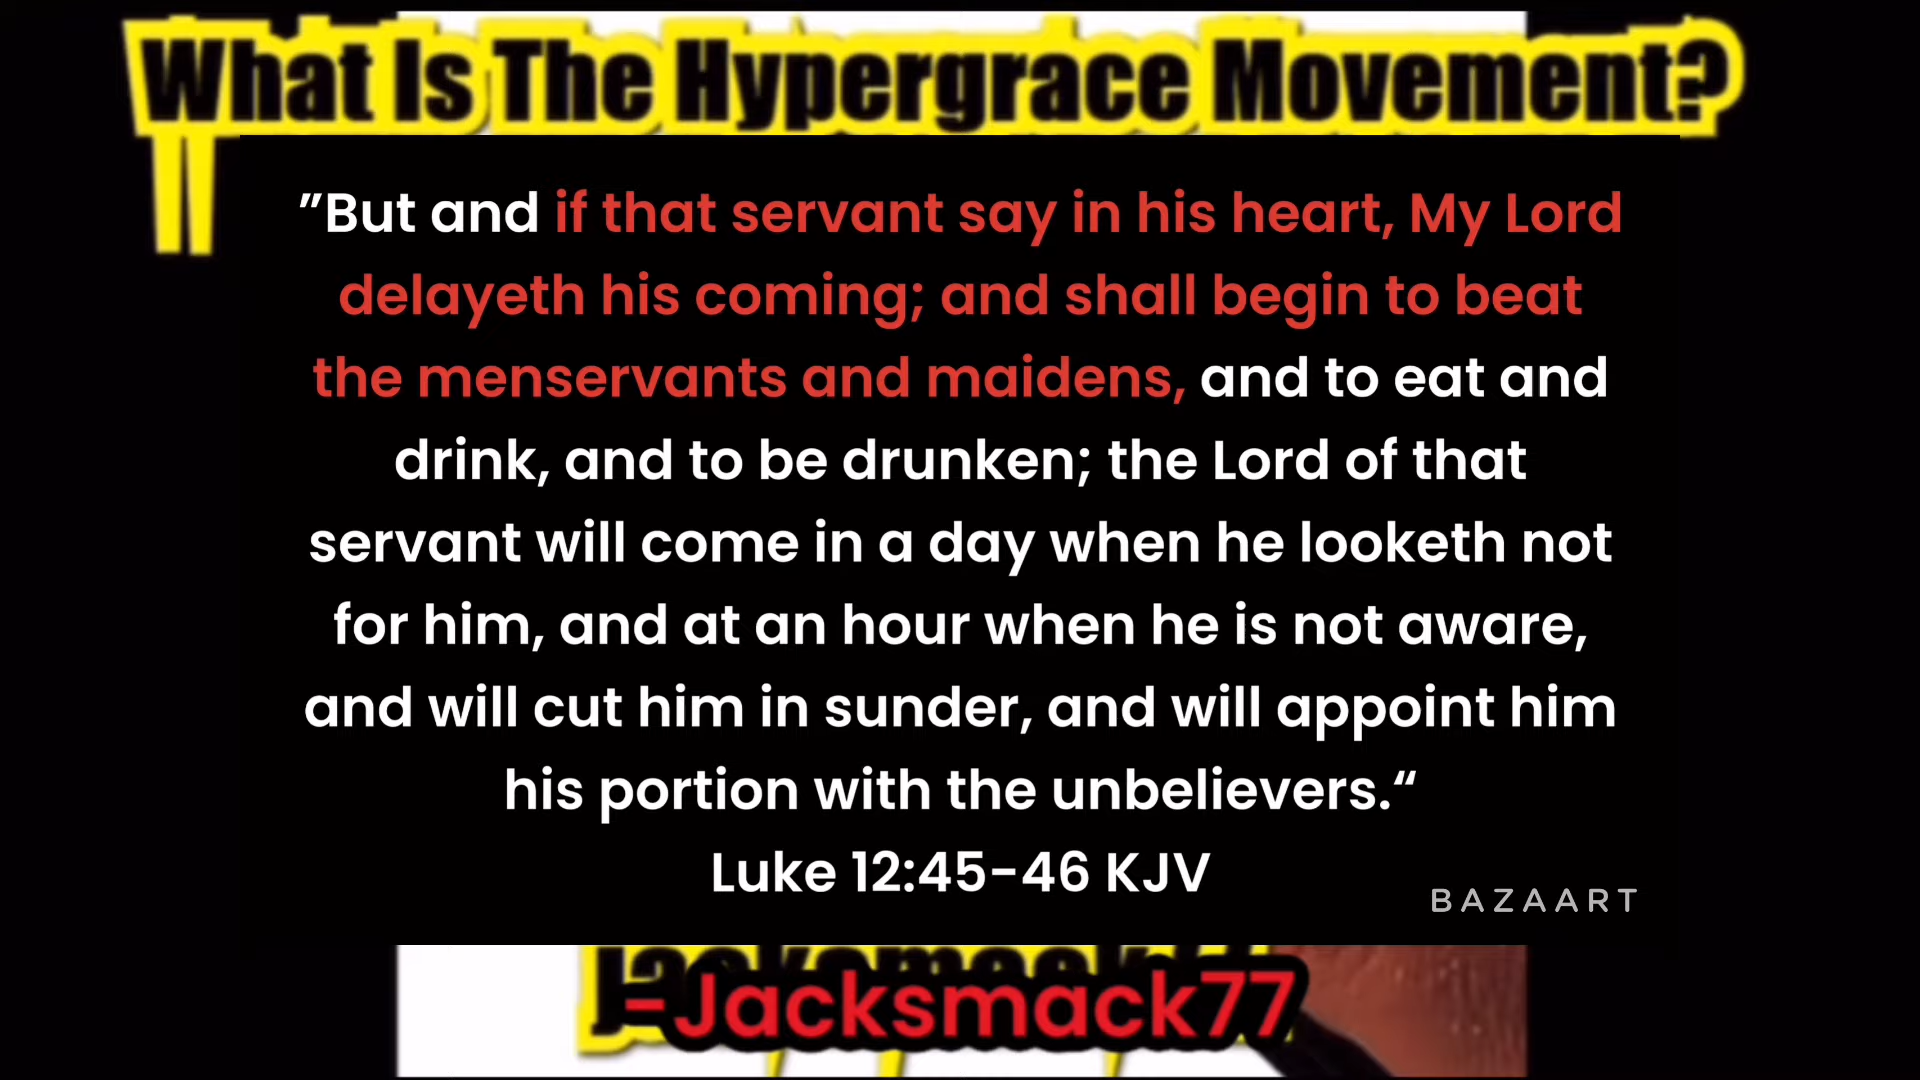 What Is The Hypergrace Movement?
”But and if that servant say in his heart, My Lord
delayeth his coming; and shall begin to beat
the menservants and maidens, and to eat and
drink, and to be drunken; the Lord of that
servant will come in a day when he looketh not
for him, and at an hour when he is not aware,
and will cut him in sunder, and will appoint him
his portion with the unbelievers.“
Luke 12:45-46 KJV
BAZAART
-Jacksmack77